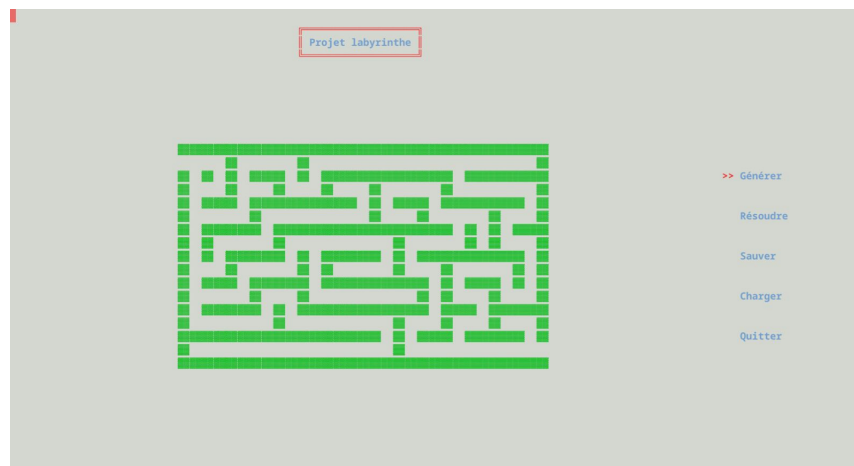 Projet labyrinthe
>> Générer
Résoudre
Sauver
Charger
Quitter